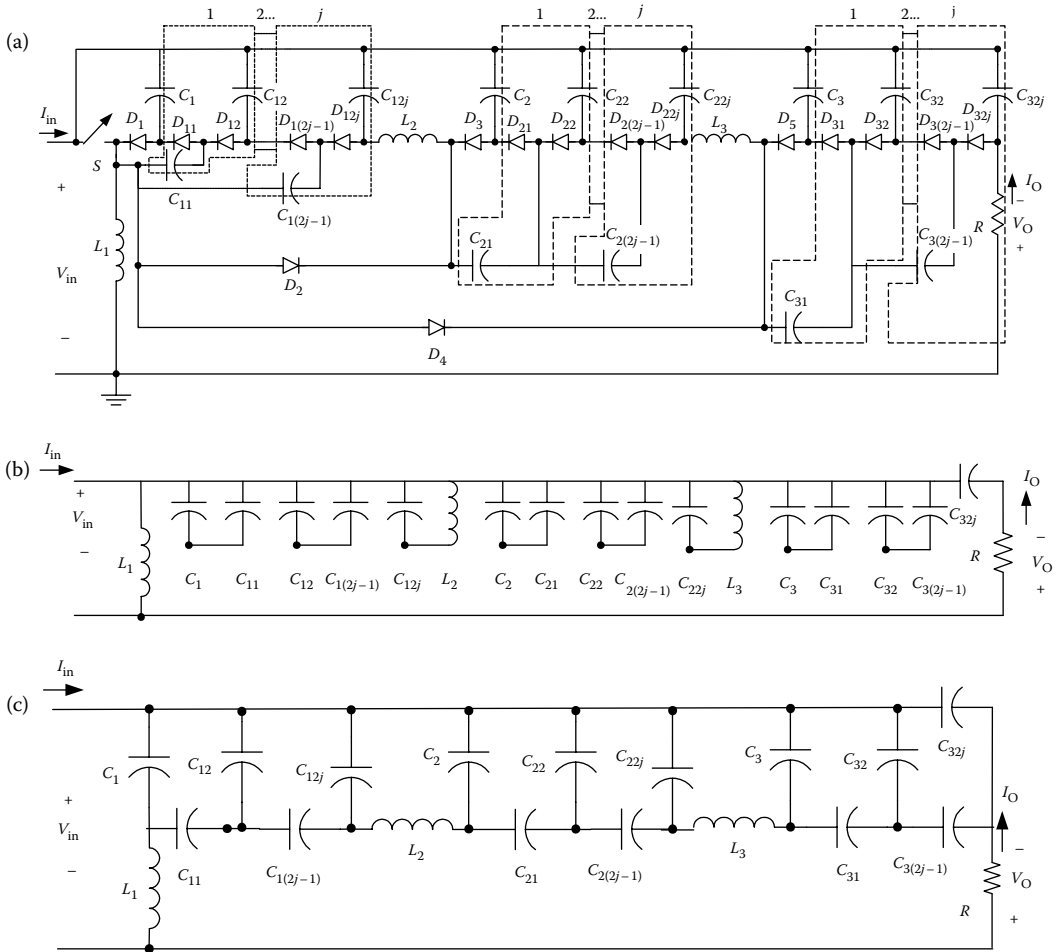 (a)
1 2... j 1 2... j 1 2... j
C1 C12 C12j C2 C22 C22j C3 C32 C32j
Iin
D1 D11 D12 D1(2j−1) D12j L2 D3 D21 D22 D2(2j−1) D22j L3 D5 D31 D32 D3(2j−1) D32j
S
+
C11
C1(2j−1)
IO
−
R VO
+
L1
Vin
C21 C2(2j−1) C3(2j−1)
D2
C31
−
D4
(b)
Iin
+
Vin
−
L1
C32j
IO
−
R VO
+
C1 C11 C12 C1(2j−1) C12j L2 C2 C21 C22 C2(2j−1) C22j L3 C3 C31 C32 C3(2j−1)
(c)
Iin
C1 C12 C12j C2 C22 C22j C3 C32 C32j
+
Vin
−
IO
−
VO
+
R
L1
C11 C1(2j−1) L2 C21 C2(2j−1) L3 C31 C3(2j−1)